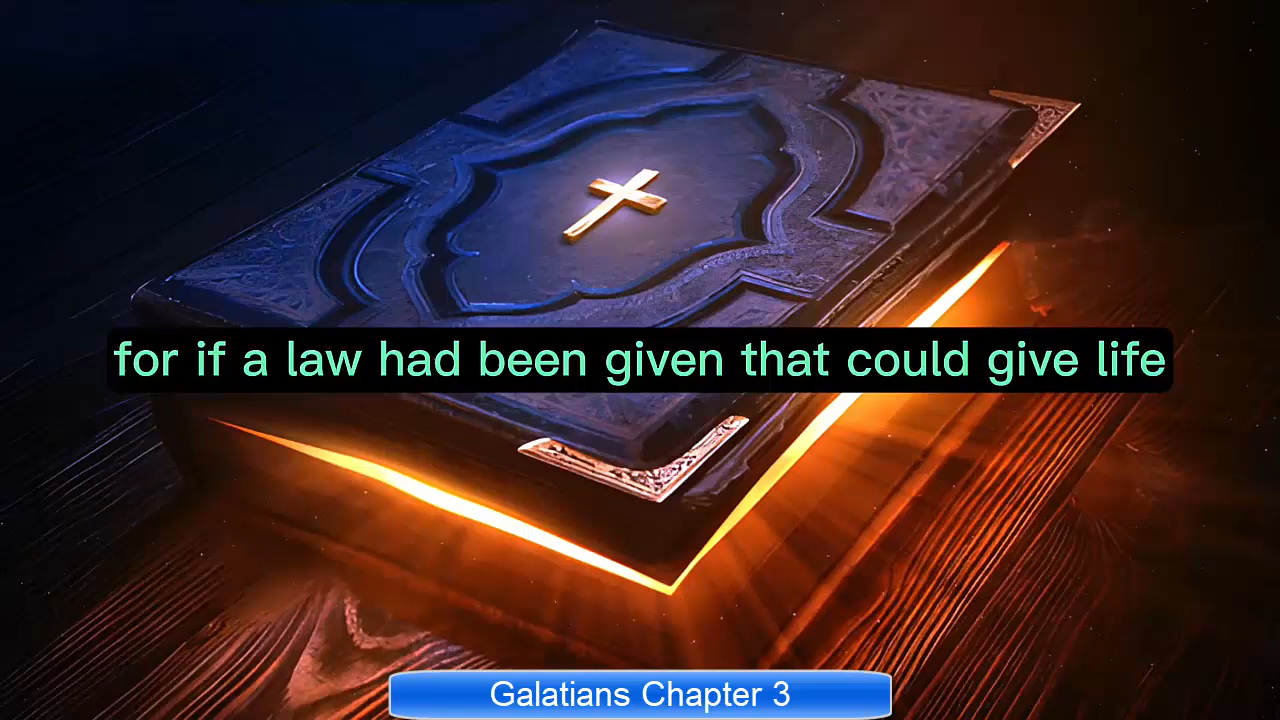 for if a law had been given that could give life
Galatians Chapter 3